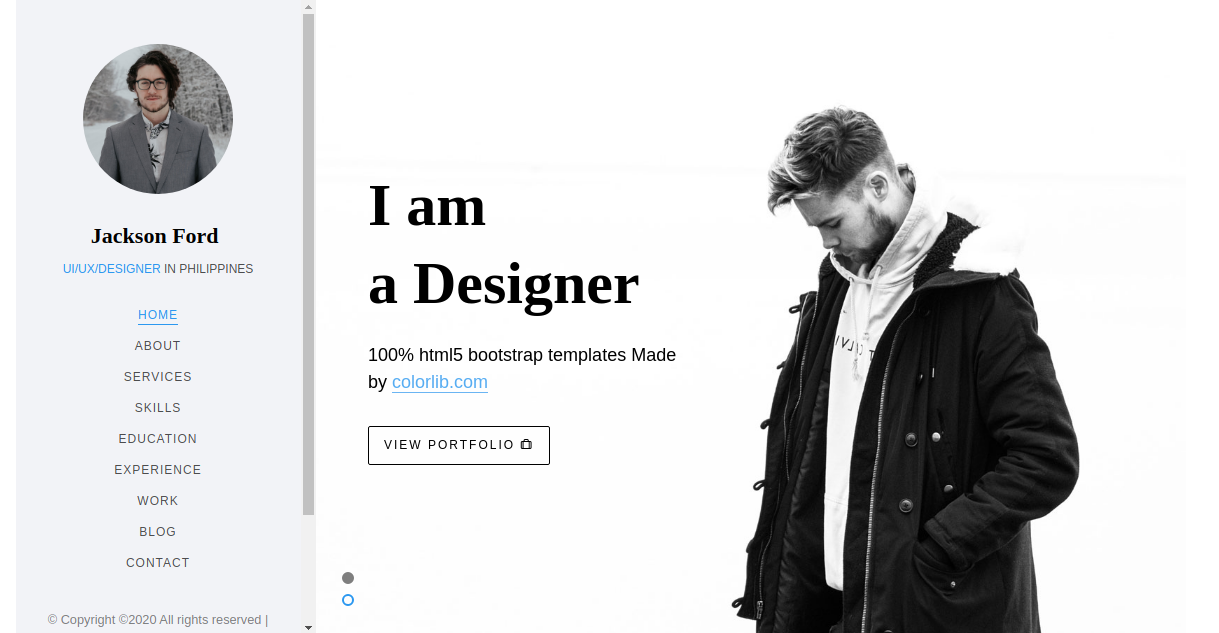 Jackson Ford
UI/UX/DESIGNER IN PHILIPPINES
HOME
ABOUT
SERVICES
SKILLS
EDUCATION
EXPERIENCE
WORK
BLOG
CONTACT
© Copyright ©2020 All rights reserved |
I am
a Designer
100% html5 bootstrap templates Made
by colorlib.com
VIEW PORTFOLIO